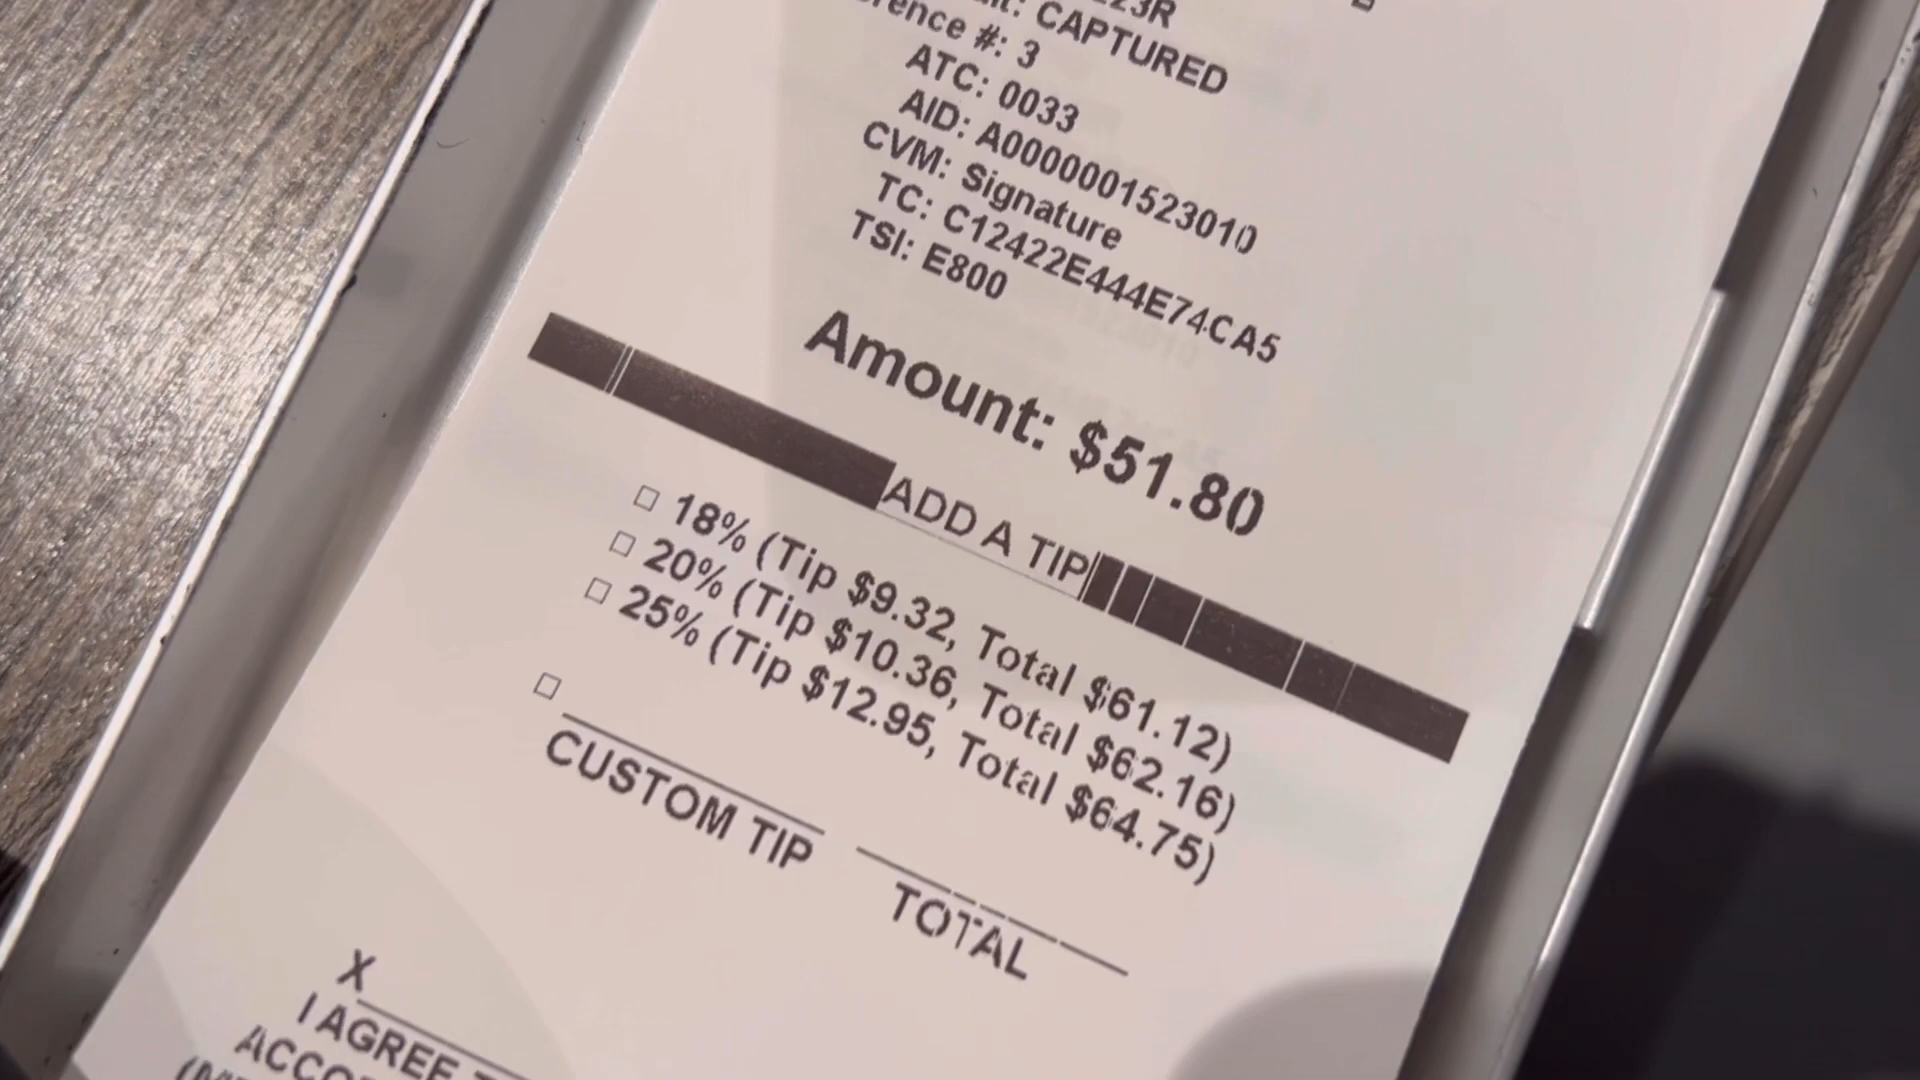 CAPTURED
#: 3
ATC: 0033
AID: A0000001523010
CVM: Signature
TC: C12422E444E74CA5
TSI: E800
Amount: $51.80
ADD A TIP
18% (Tip $9.32, Total $61.12)
20% (Tip $10.36, Total $62.16)
25% (Tip $12.95, Total $64.75)
CUSTOM TIP
TOTAL
X
I AGREE